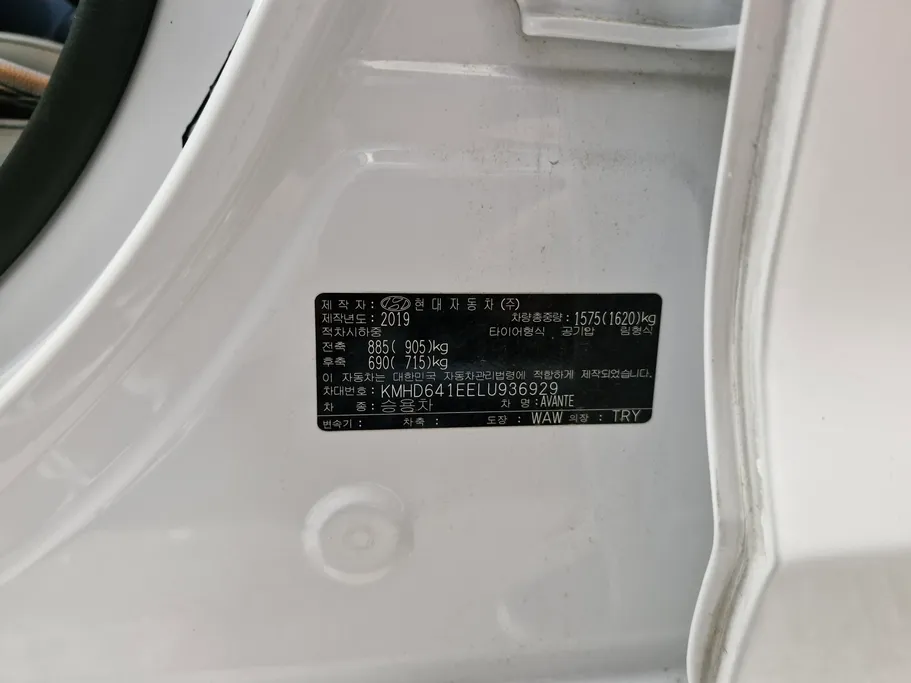 제 작 자 : 현 대 자 동 차 (주)
제작년도 : 2019 차량총중량 : 1575(1620)kg
적차시하중 타이어형식 공기압 림형식
전축 885( 905)kg
후축 690( 715)kg
이 자동차는 대한민국 자동차관리법령에 적합하게 제작되었습니다.
차대번호 : KMHD641EELU936929
차 종 : 승용차 차 명 : AVANTE
변속기 : 차축 : 도장 : WAW 의장 : TRY